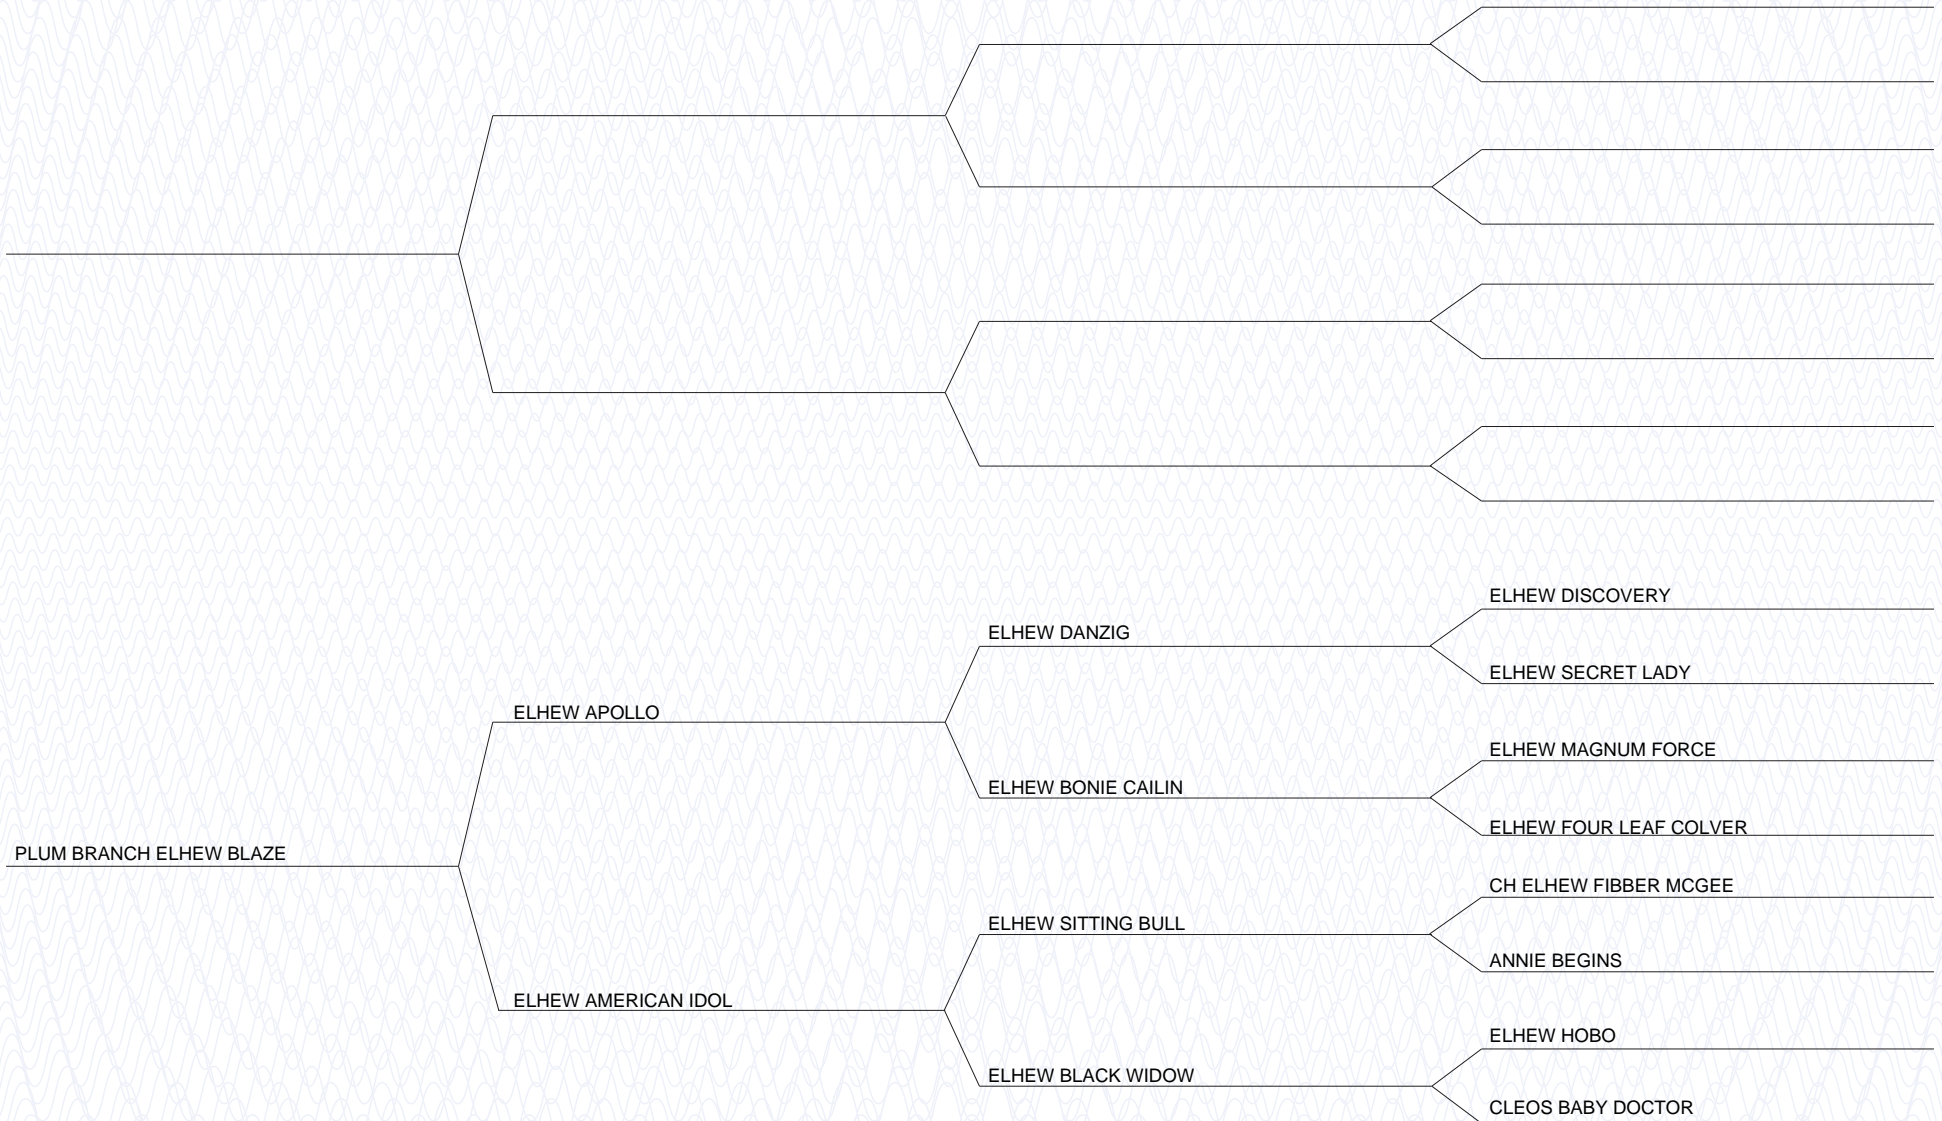 ELHEW DISCOVERY
ELHEW DANZIG
ELHEW SECRET LADY
ELHEW APOLLO
ELHEW MAGNUM FORCE
ELHEW BONIE CAILIN
ELHEW FOUR LEAF COLVER
PLUM BRANCH ELHEW BLAZE
CH ELHEW FIBBER MCGEE
ELHEW SITTING BULL
ANNIE BEGINS
ELHEW AMERICAN IDOL
ELHEW HOBO
ELHEW BLACK WIDOW
CLEOS BABY DOCTOR